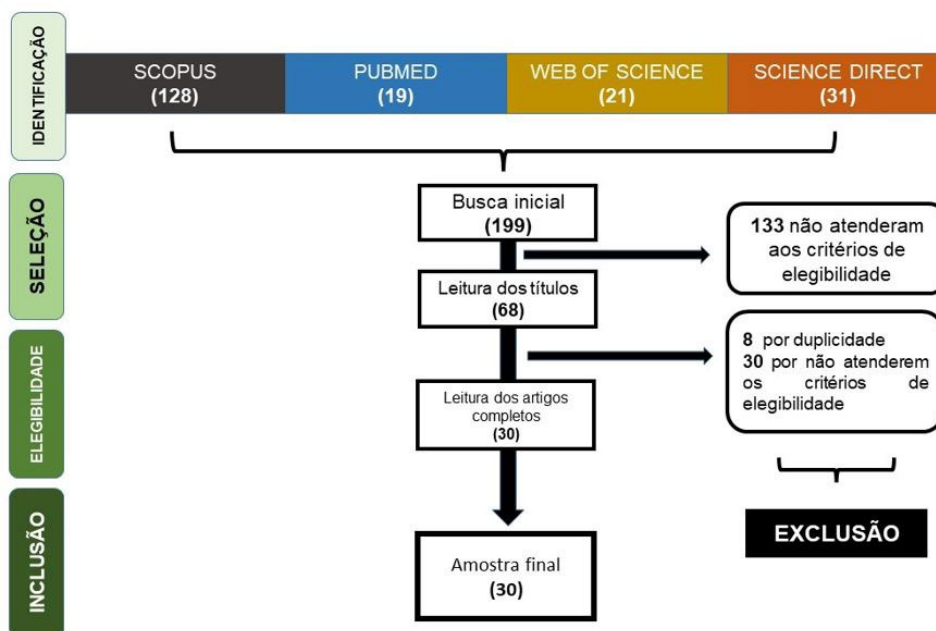 IDENTIFICAÇÃO
SCOPUS
(128)
PUBMED
(19)
WEB OF SCIENCE
(21)
SCIENCE DIRECT
(31)
SELEÇÃO
Busca inicial
(199)
133 não atenderam
aos critérios de
elegibilidade
Leitura dos títulos
(68)
ELEGIBILIDADE
8 por duplicidade
30 por não atenderem
os critérios de
elegibilidade
Leitura dos artigos
completos
(30)
EXCLUSÃO
INCLUSÃO
Amostra final
(30)